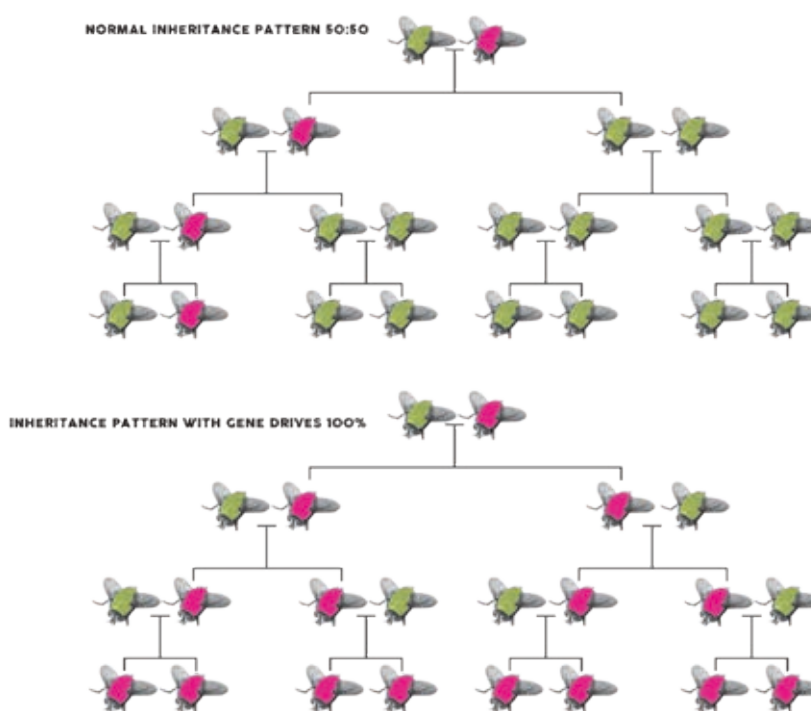 NORMAL INHERITANCE PATTERN 50:50
INHERITANCE PATTERN WITH GENE DRIVES 100%